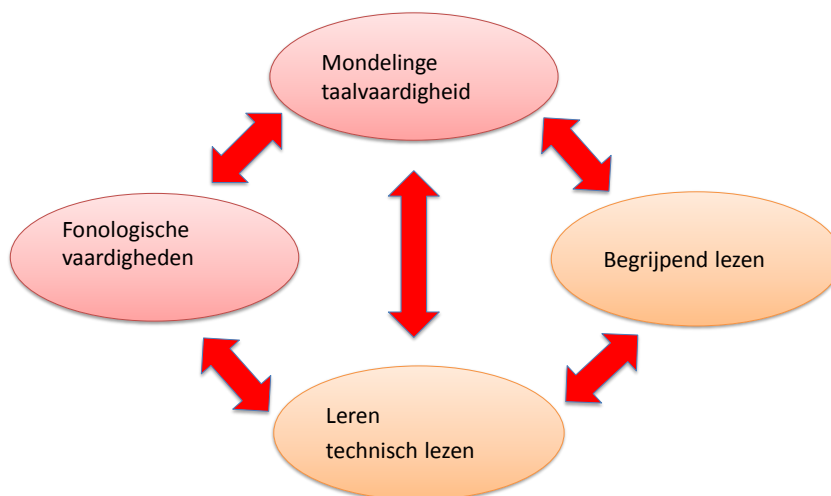 Mondelinge
taalvaardigheid
Fonologische
vaardigheden
Begrijpend lezen
Leren
technisch lezen